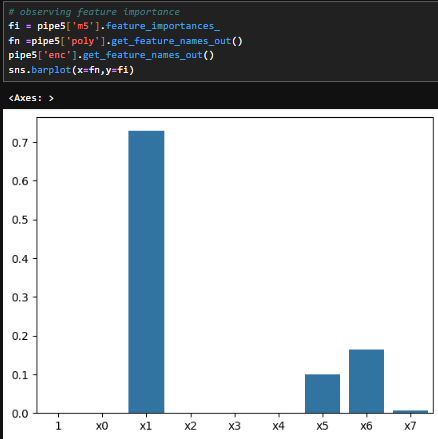 # observing feature importance
fi = pipe5['m5'].feature_importances_
fn =pipe5['poly'].get_feature_names_out()
pipe5['enc'].get_feature_names_out()
sns.barplot(x=fn,y=fi)
<Axes: >
0.7
0.6
0.5
0.4
0.3
0.2
0.1
0.0
1 x0 x1 x2 x3 x4 x5 x6 x7